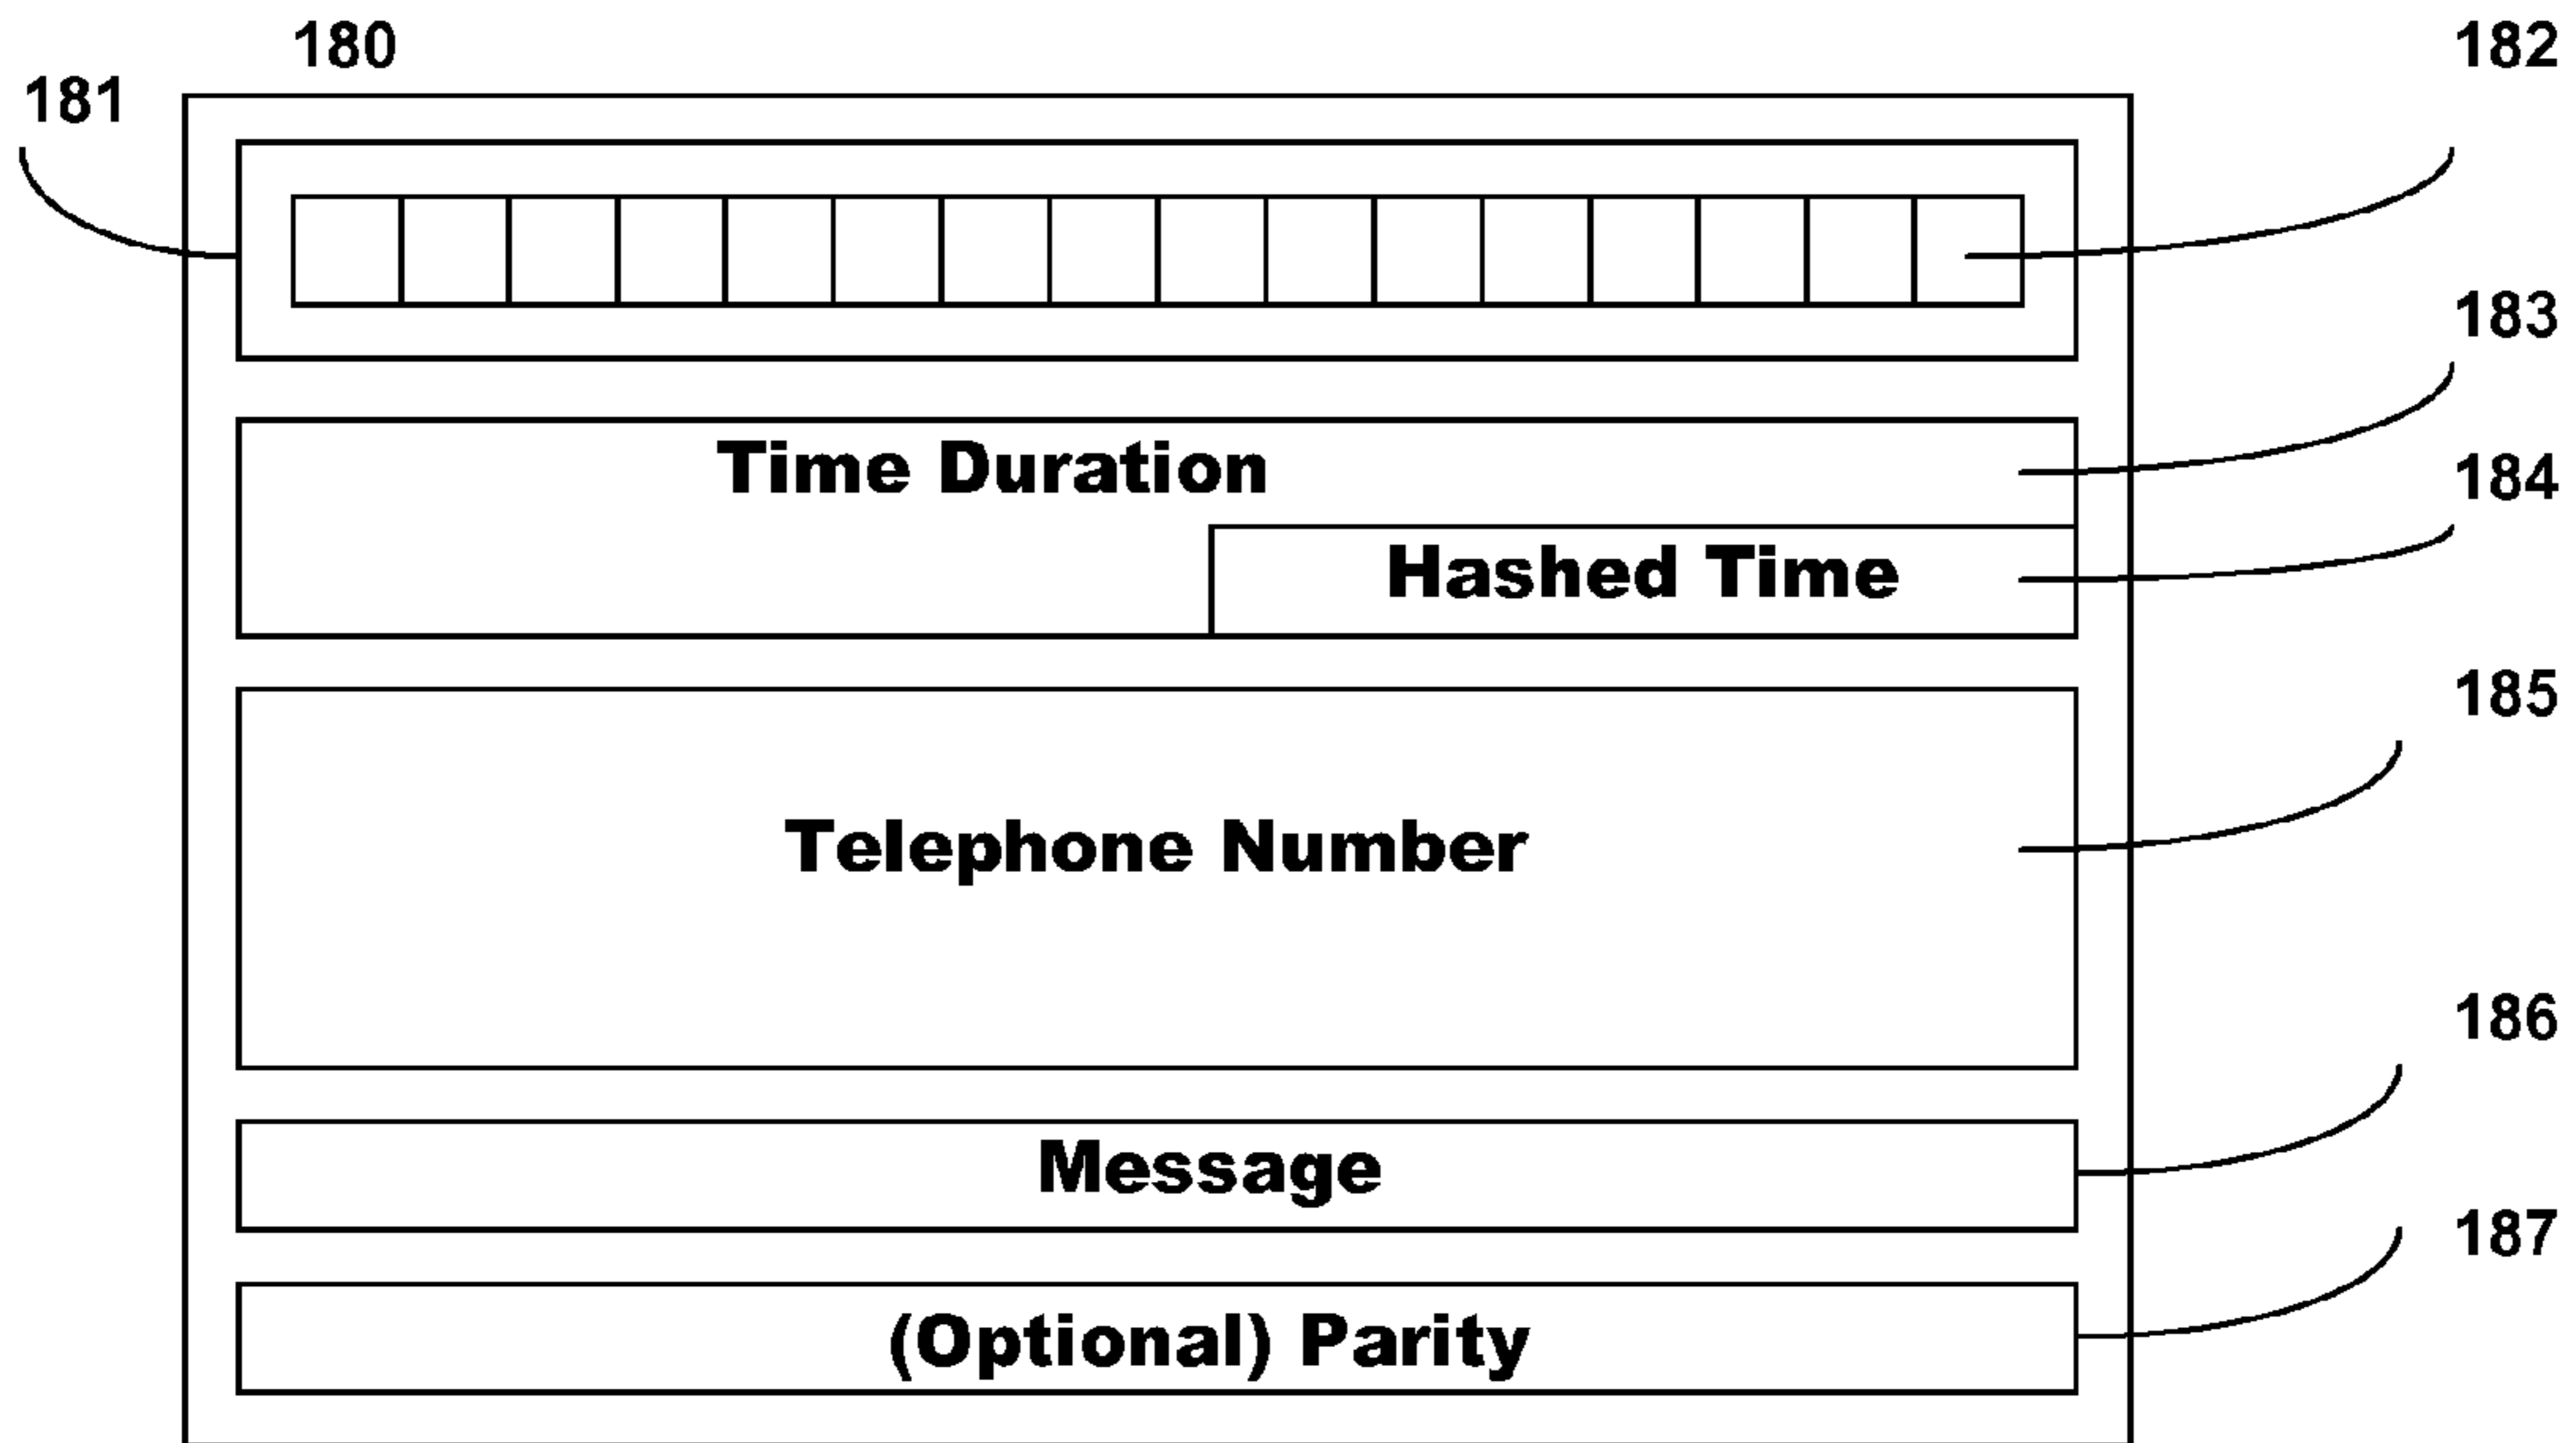 180
182
181
183
Time Duration
184
Hashed Time
185
Telephone Number
186
Message
187
(Optional) Parity